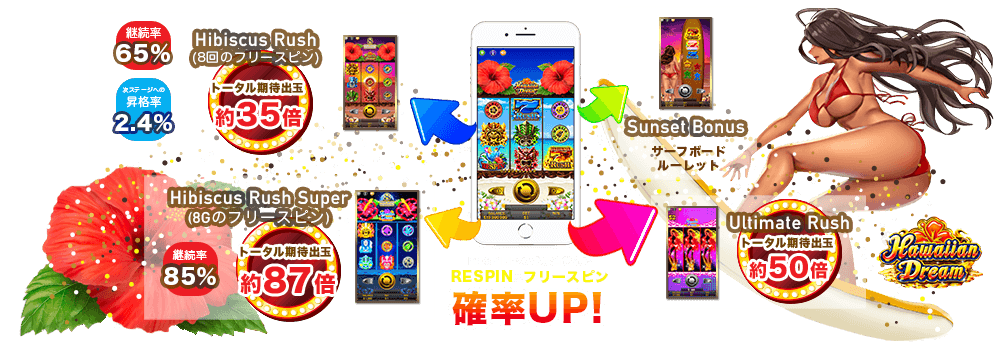 継続率
65%
Hibiscus Rush
(8回のフリースピン)
トータル期待出玉
約35倍
次ステージへの
昇格率
2.4%
Sunset Bonus
サーフボード
ルーレット
Hibiscus Rush Super
(8Gのフリースピン)
継続率
85%
トータル期待出玉
約87倍
RESPIN フリースピン
確率UP!
Ultimate Rush
トータル期待出玉
約50倍
Hawaiian
Dream